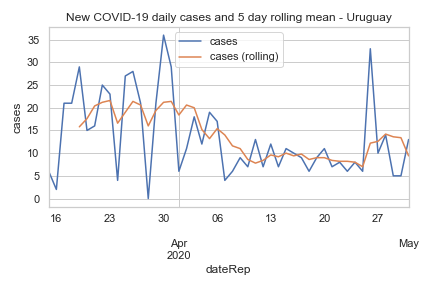 New COVID-19 daily cases and 5 day rolling mean - Uruguay
cases
cases (rolling)
cases
35
30
25
20
15
10
5
0
16 23 30 06 13 20 27
Apr May
2020
dateRep